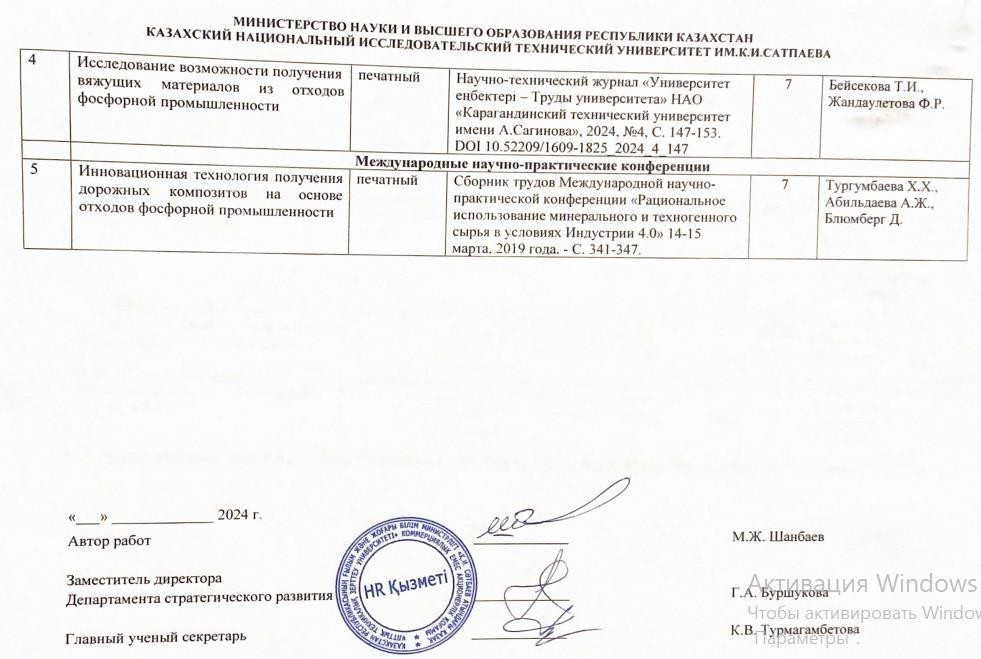 МИНИСТЕРСТВО НАУКИ И ВЫСШЕГО ОБРАЗОВАНИЯ РЕСПУБЛИКИ КАЗАХСТАН
КАЗАХСКИЙ НАЦИОНАЛЬНЫЙ ИССЛЕДОВАТЕЛЬСКИЙ ТЕХНИЧЕСКИЙ УНИВЕРСИТЕТ ИМ.К.И.САТПАЕВА
4
Исследование возможности получения
вяжущих материалов из отходов
фосфорной промышленности
печатный
Научно-технический журнал «Университет
еңбектері – Труды университета» НАО
«Карагандинский технический университет
имени А.Сагинова», 2024, №4, С. 147-153.
DOI 10.52209/1609-1825_2024_4_147
7
Бейсекова Т.И.,
Жандаулетова Ф.Р.
Международные научно-практические конференции
5
Инновационная технология получения
дорожных композитов на основе
отходов фосфорной промышленности
печатный
Сборник трудов Международной научно-
практической конференции «Рациональное
использование минерального и техногенного
сырья в условиях Индустрии 4.0» 14-15
марта, 2019 года. - С. 341-347.
7
Тургумбаева Х.Х.,
Абильдаева А.Ж.,
Блюмберг Д.
«___» ______________ 2024 г.
Автор работ
М.Ж. Шанбаев
Заместитель директора
Департамента стратегического развития
Г.А. Буршукова
Главный ученый секретарь
К.В. Турмагамбетова
HR Қызметі
Активация Windows
Чтобы активировать Window
"Параметры".